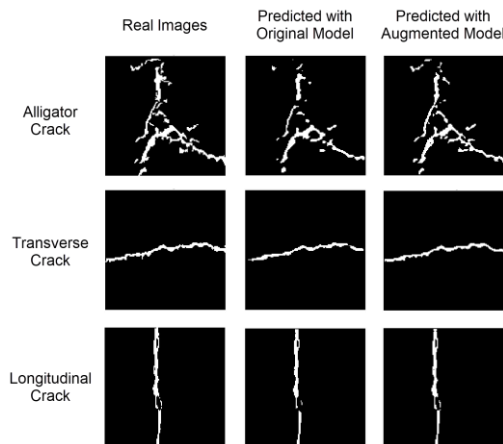 Real Images
Predicted with
Original Model
Predicted with
Augmented Model
Alligator
Crack
Transverse
Crack
Longitudinal
Crack